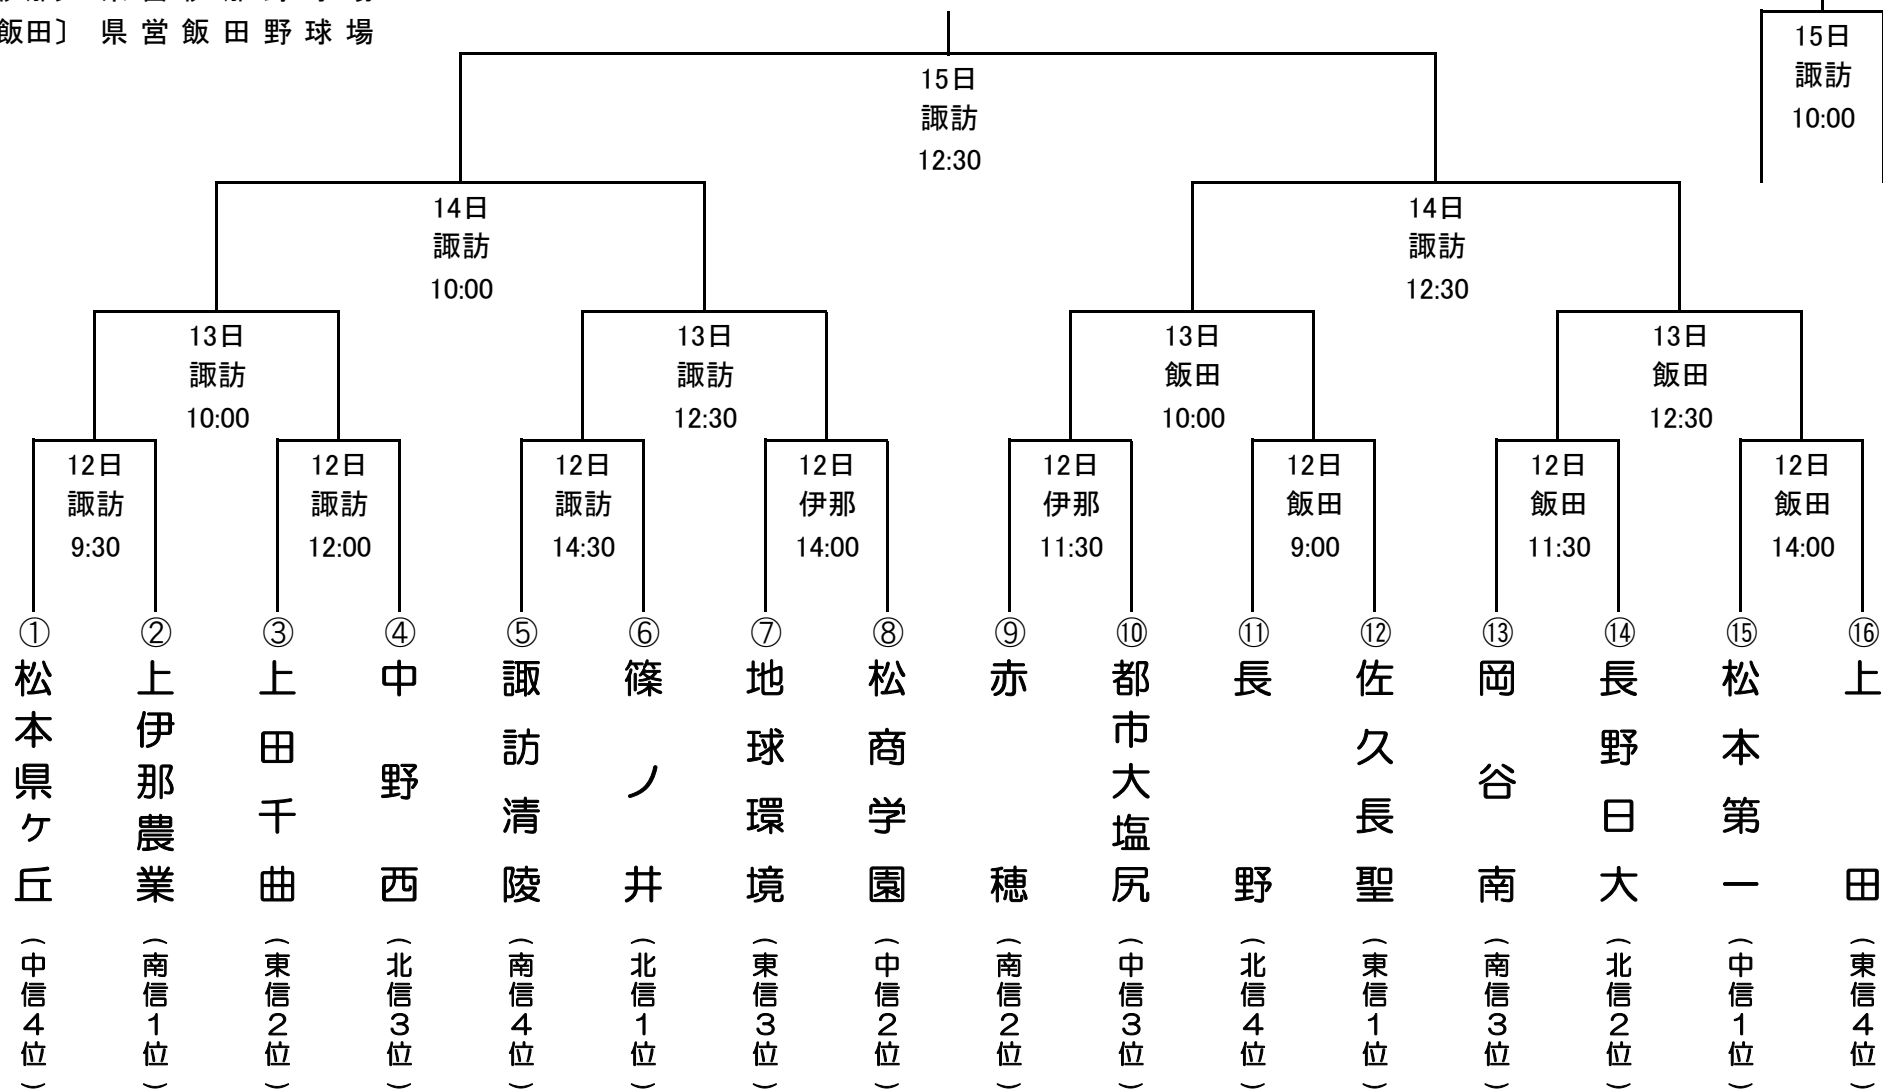 飯田〕 県営飯田野球場
15日
諏訪
10:00
15日
諏訪
12:30
14日
諏訪
10:00
14日
諏訪
12:30
13日
諏訪
10:00
13日
諏訪
12:30
13日
飯田
10:00
13日
飯田
12:30
12日
諏訪
9:30
12日
諏訪
12:00
12日
諏訪
14:30
12日
伊那
14:00
12日
伊那
11:30
12日
飯田
9:00
12日
飯田
11:30
12日
飯田
14:00
①
松本県ケ丘
(中信4位)
②
上伊那農業
(南信1位)
③
上田千曲
(東信2位)
④
中野西
(北信3位)
⑤
諏訪清陵
(南信4位)
⑥
篠ノ井
(北信1位)
⑦
地球環境
(東信3位)
⑧
松商学園
(中信2位)
⑨
赤穂
(南信2位)
⑩
都市大塩尻
(中信3位)
⑪
長野
(北信4位)
⑫
佐久長聖
(東信1位)
⑬
岡谷南
(南信3位)
⑭
長野日大
(北信2位)
⑮
松本第一
(中信1位)
⑯
上田
(東信4位)